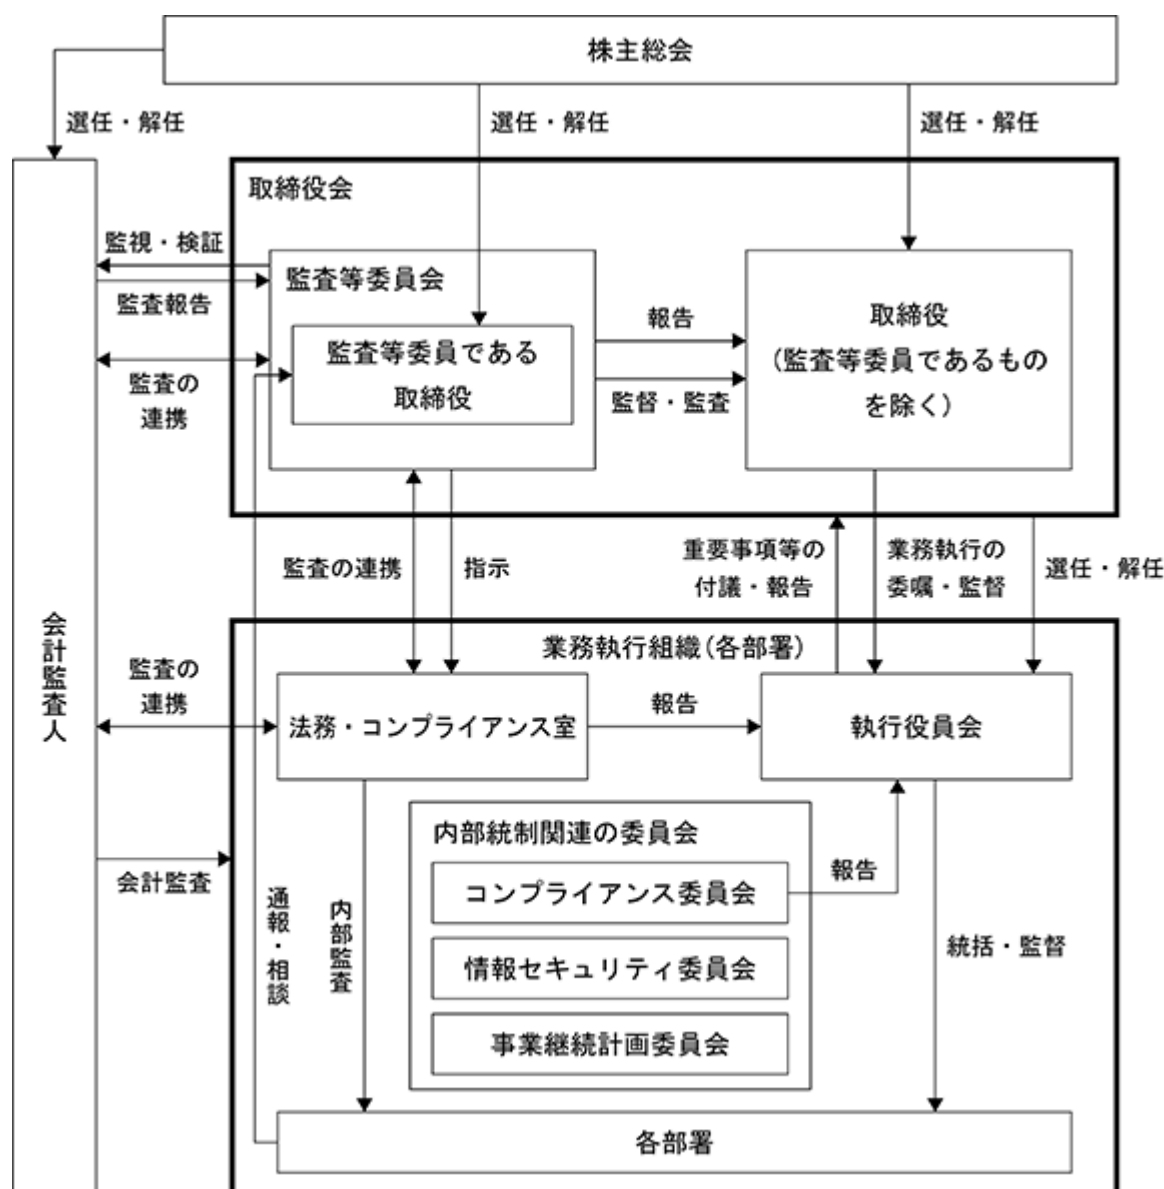 株主総会
選任・解任
選任・解任
選任・解任
取締役会
監視・検証
監査報告
監査の
連携
監査等委員会
監査等委員である
取締役
報告
監督・監査
取締役
（監査等委員であるもの
を除く）
監査の連携
指示
重要事項等の
付議・報告
業務執行の
委嘱・監督
選任・解任
会計監査人
業務執行組織（各部署）
監査の
連携
法務・コンプライアンス室
報告
執行役員会
内部統制関連の委員会
コンプライアンス委員会
情報セキュリティ委員会
事業継続計画委員会
報告
会計監査
通報・相談
内部監査
統括・監督
各部署